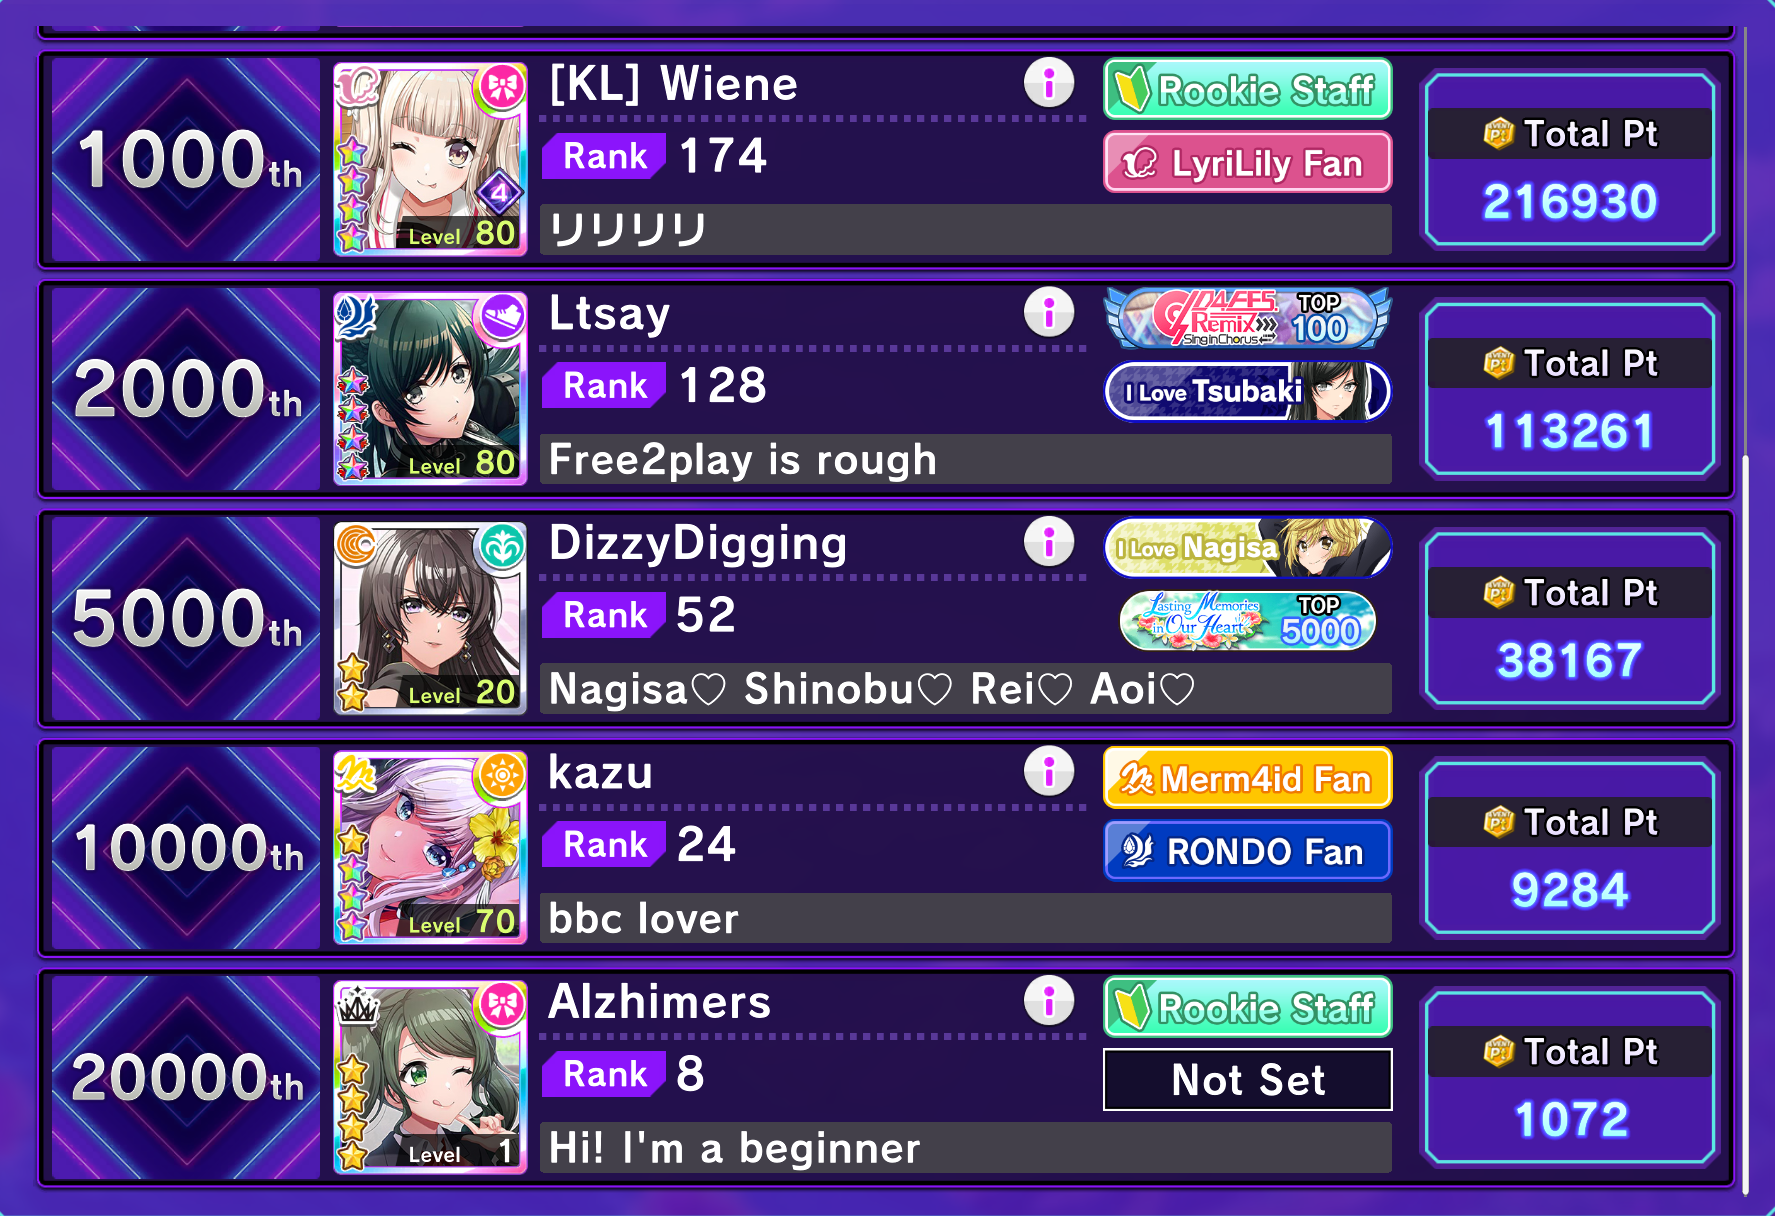 1000th
[KL] Wiene
Rookie Staff
Rank 174
LyriLily Fan
4
Level 80
リリリリ
Total Pt
216930
2000th
Ltsay
D4FES Remix Sing in Chorus TOP 100
Rank 128
I Love Tsubaki
Level 80
Free2play is rough
Total Pt
113261
5000th
DizzyDigging
I Love Nagisa
Rank 52
Lasting Memories in Our Heart TOP 5000
Level 20
Nagisa♡ Shinobu♡ Rei♡ Aoi♡
Total Pt
38167
10000th
kazu
Merm4id Fan
Rank 24
RONDO Fan
Level 70
bbc lover
Total Pt
9284
20000th
Alzhimers
Rookie Staff
Rank 8
Not Set
Level 1
Hi! I'm a beginner
Total Pt
1072